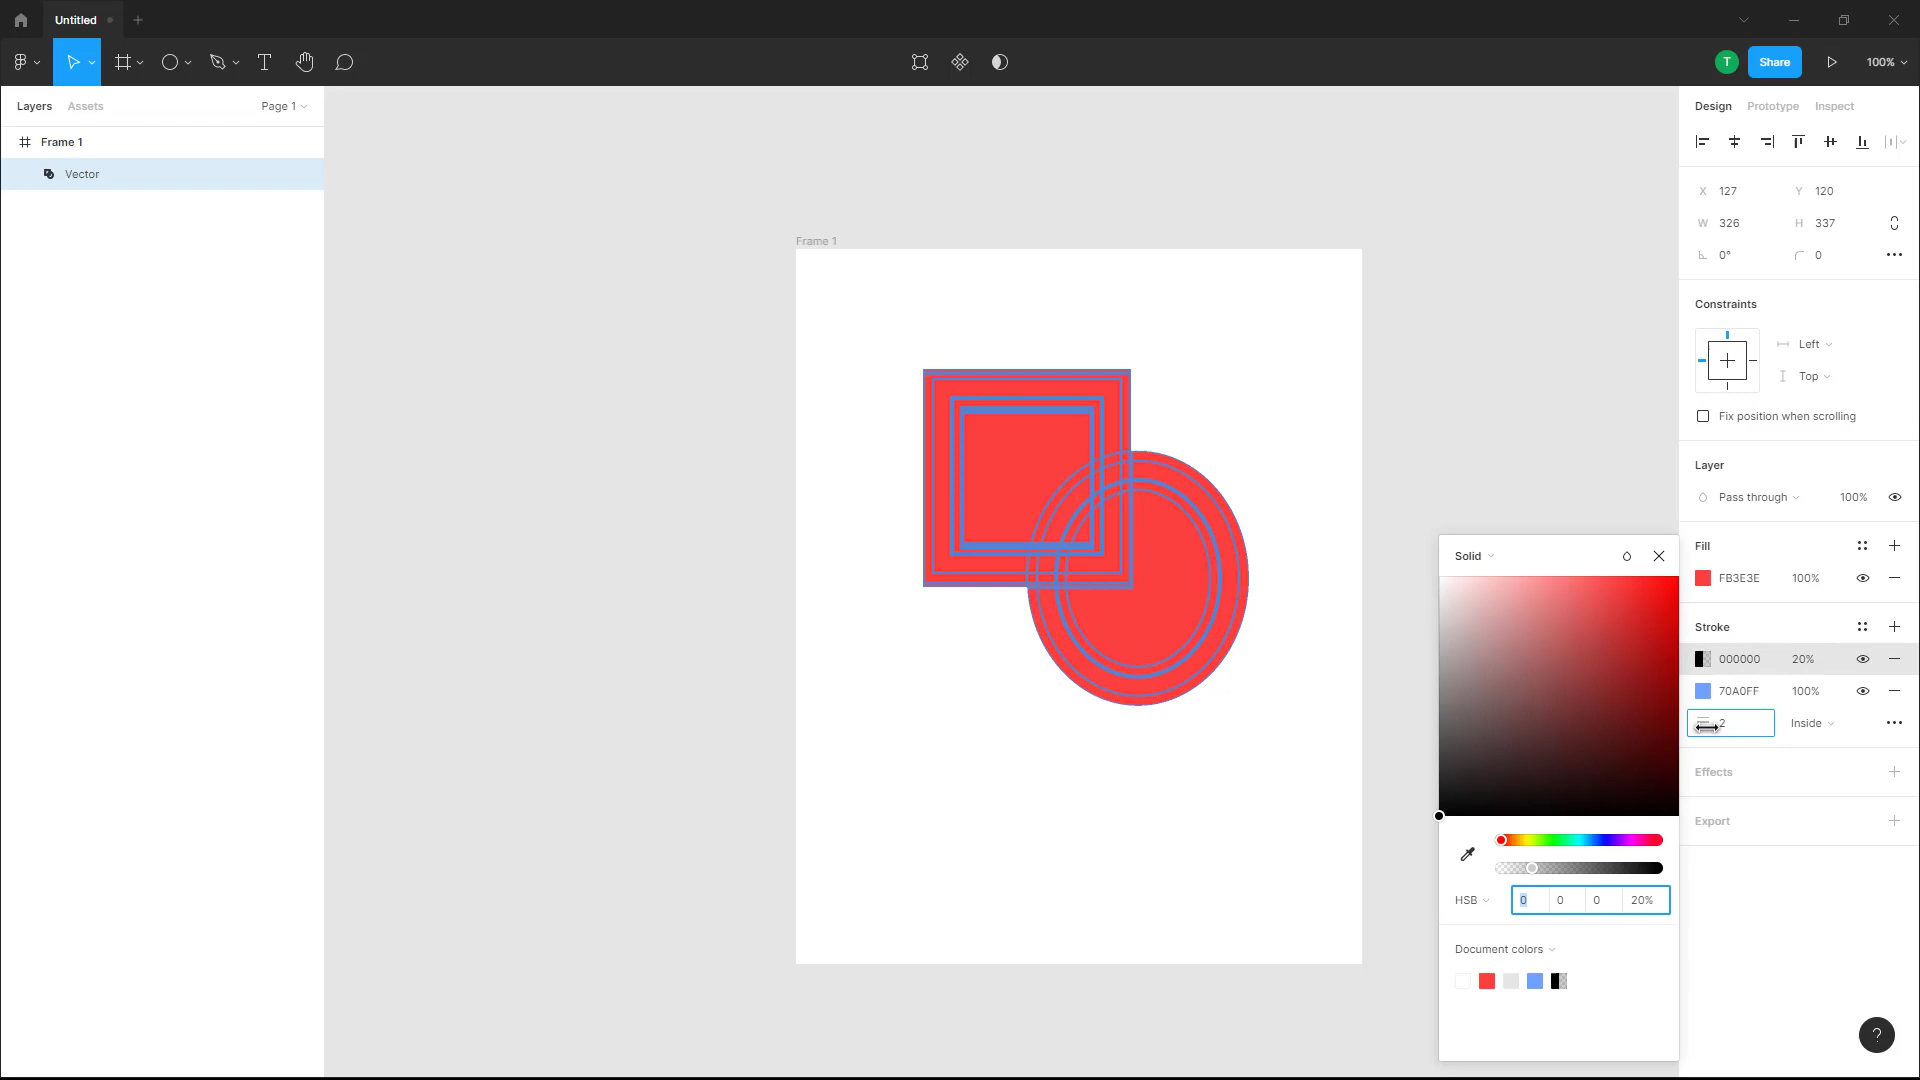 Untitled
T
Share
100%
Layers
Assets
Page 1
Design
Prototype
Inspect
Frame 1
Vector
X 127
Y 120
W 326
H 337
0°
0
Frame 1
Constraints
Left
Top
Fix position when scrolling
Layer
Pass through
100%
Fill
FB3E3E
100%
Solid
Stroke
000000
20%
70A0FF
100%
2
Inside
Effects
Export
HSB
0
0
0
20%
Document colors
?